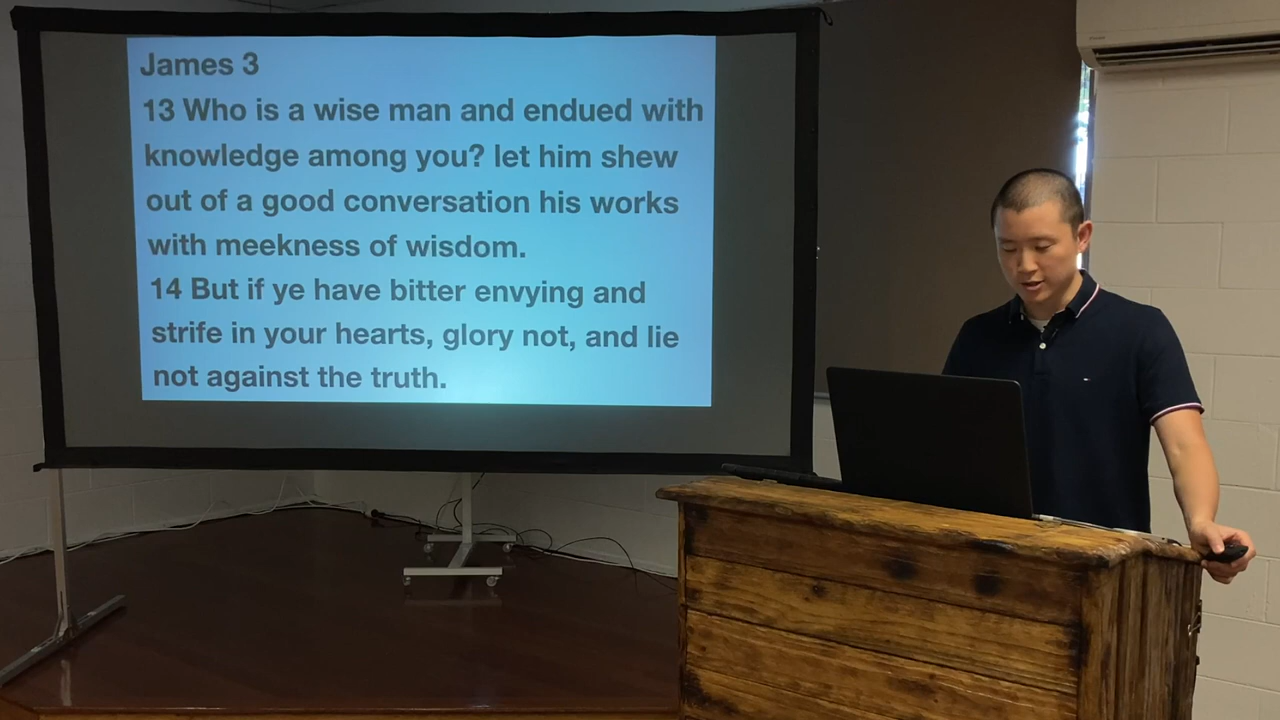 James 3
13 Who is a wise man and endued with
knowledge among you? let him shew
out of a good conversation his works
with meekness of wisdom.
14 But if ye have bitter envying and
strife in your hearts, glory not, and lie
not against the truth.